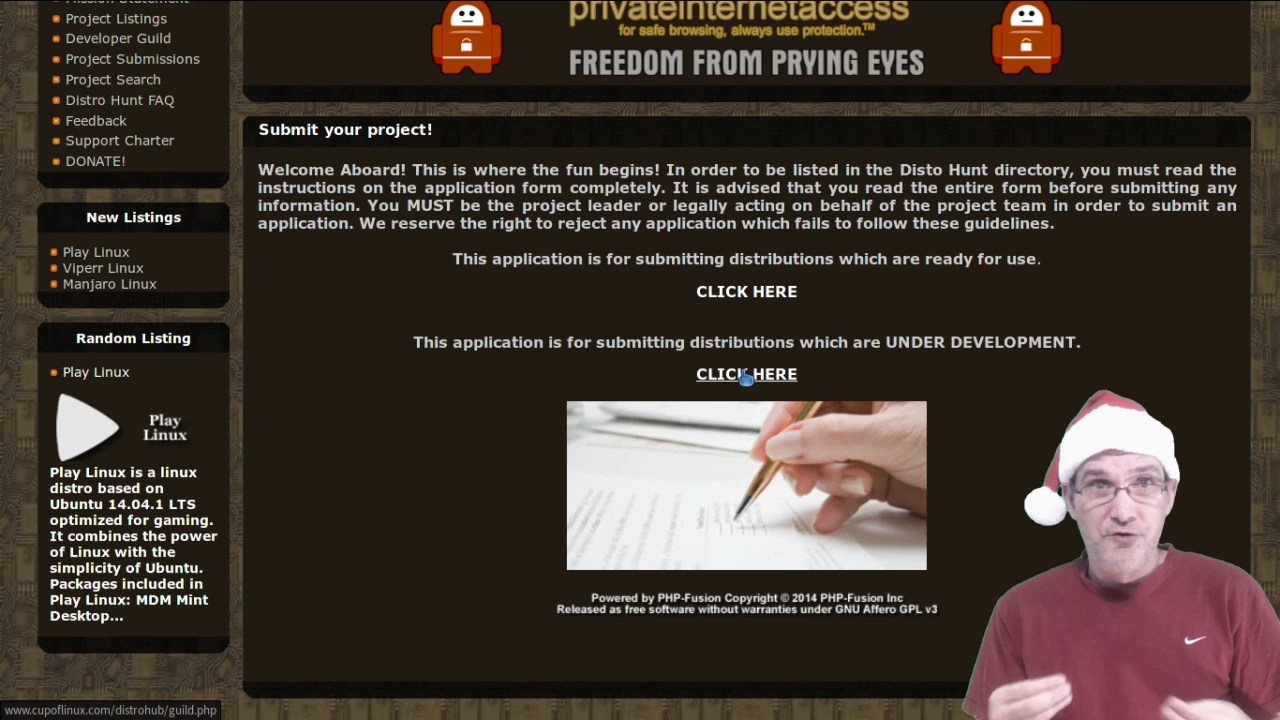 Mission Statement
Project Listings
Developer Guild
Project Submissions
Project Search
Distro Hunt FAQ
Feedback
Support Charter
DONATE!
New Listings
Play Linux
Viperr Linux
Manjaro Linux
Random Listing
Play Linux
Play
Linux
Play Linux is a linux
distro based on
Ubuntu 14.04.1 LTS
optimized for gaming.
It combines the power
of Linux with the
simplicity of Ubuntu.
Packages included in
Play Linux: MDM Mint
Desktop...
privateinternetaccess
for safe browsing, always use protection.™
FREEDOM FROM PRYING EYES
Submit your project!
Welcome Aboard! This is where the fun begins! In order to be listed in the Disto Hunt directory, you must read the
instructions on the application form completely. It is advised that you read the entire form before submitting any
information. You MUST be the project leader or legally acting on behalf of the project team in order to submit an
application. We reserve the right to reject any application which fails to follow these guidelines.
This application is for submitting distributions which are ready for use.
CLICK HERE
This application is for submitting distributions which are UNDER DEVELOPMENT.
CLICK HERE
Powered by PHP-Fusion Copyright © 2014 PHP-Fusion Inc
Released as free software without warranties under GNU Affero GPL v3
www.cupoflinux.com/distrohub/guild.php